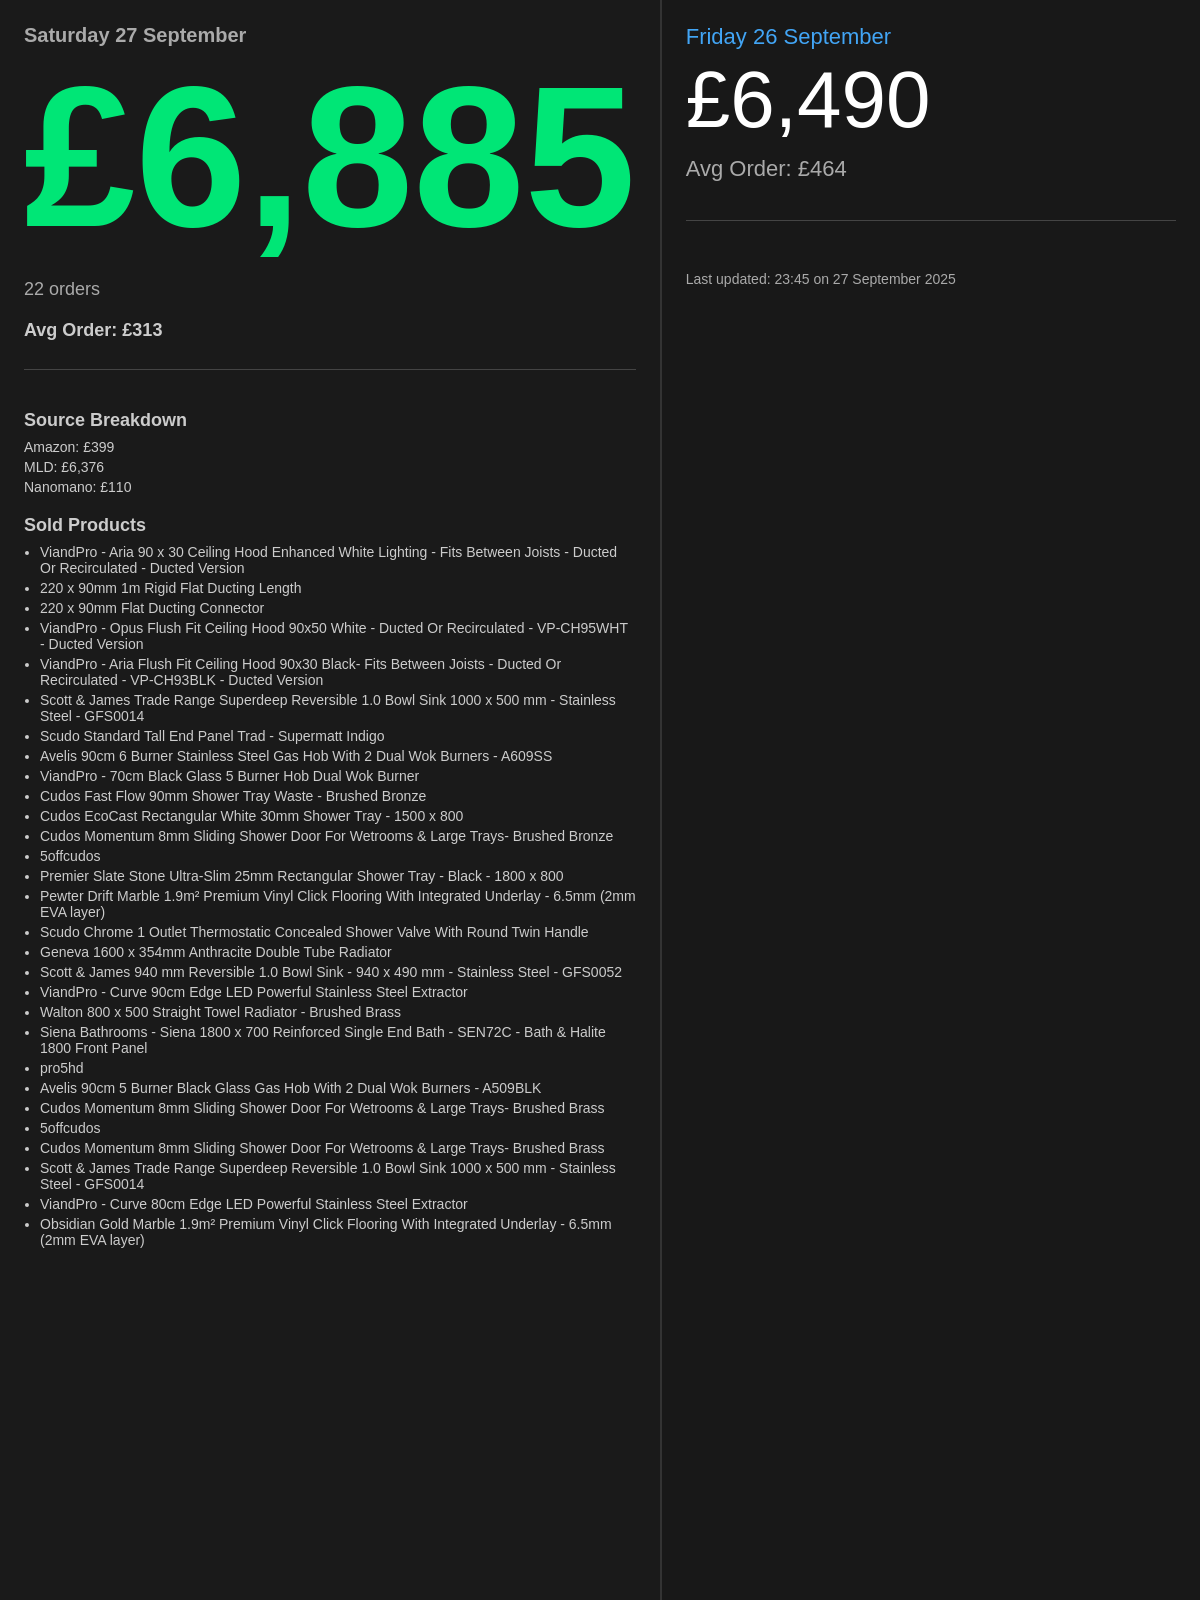 Saturday 27 September
£6,885
22 orders
Avg Order: £313
Source Breakdown
Amazon: £399
MLD: £6,376
Nanomano: £110
Sold Products
• ViandPro - Aria 90 x 30 Ceiling Hood Enhanced White Lighting - Fits Between Joists - Ducted
Or Recirculated - Ducted Version
• 220 x 90mm 1m Rigid Flat Ducting Length
• 220 x 90mm Flat Ducting Connector
• ViandPro - Opus Flush Fit Ceiling Hood 90x50 White - Ducted Or Recirculated - VP-CH95WHT
- Ducted Version
• ViandPro - Aria Flush Fit Ceiling Hood 90x30 Black- Fits Between Joists - Ducted Or
Recirculated - VP-CH93BLK - Ducted Version
• Scott & James Trade Range Superdeep Reversible 1.0 Bowl Sink 1000 x 500 mm - Stainless
Steel - GFS0014
• Scudo Standard Tall End Panel Trad - Supermatt Indigo
• Avelis 90cm 6 Burner Stainless Steel Gas Hob With 2 Dual Wok Burners - A609SS
• ViandPro - 70cm Black Glass 5 Burner Hob Dual Wok Burner
• Cudos Fast Flow 90mm Shower Tray Waste - Brushed Bronze
• Cudos EcoCast Rectangular White 30mm Shower Tray - 1500 x 800
• Cudos Momentum 8mm Sliding Shower Door For Wetrooms & Large Trays- Brushed Bronze
• 5offcudos
• Premier Slate Stone Ultra-Slim 25mm Rectangular Shower Tray - Black - 1800 x 800
• Pewter Drift Marble 1.9m² Premium Vinyl Click Flooring With Integrated Underlay - 6.5mm (2mm
EVA layer)
• Scudo Chrome 1 Outlet Thermostatic Concealed Shower Valve With Round Twin Handle
• Geneva 1600 x 354mm Anthracite Double Tube Radiator
• Scott & James 940 mm Reversible 1.0 Bowl Sink - 940 x 490 mm - Stainless Steel - GFS0052
• ViandPro - Curve 90cm Edge LED Powerful Stainless Steel Extractor
• Walton 800 x 500 Straight Towel Radiator - Brushed Brass
• Siena Bathrooms - Siena 1800 x 700 Reinforced Single End Bath - SEN72C - Bath & Halite
1800 Front Panel
• pro5hd
• Avelis 90cm 5 Burner Black Glass Gas Hob With 2 Dual Wok Burners - A509BLK
• Cudos Momentum 8mm Sliding Shower Door For Wetrooms & Large Trays- Brushed Brass
• 5offcudos
• Cudos Momentum 8mm Sliding Shower Door For Wetrooms & Large Trays- Brushed Brass
• Scott & James Trade Range Superdeep Reversible 1.0 Bowl Sink 1000 x 500 mm - Stainless
Steel - GFS0014
• ViandPro - Curve 80cm Edge LED Powerful Stainless Steel Extractor
• Obsidian Gold Marble 1.9m² Premium Vinyl Click Flooring With Integrated Underlay - 6.5mm
(2mm EVA layer)
Friday 26 September
£6,490
Avg Order: £464
Last updated: 23:45 on 27 September 2025